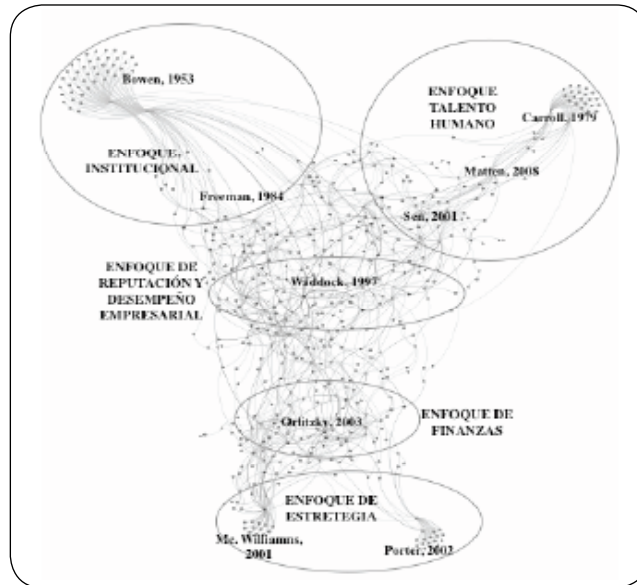 Bowen, 1953
ENFOQUE
TALENTO
HUMANO
Carroll, 1979
ENFOQUE
INSTITUCIONAL
Matten, 2008
Freeman, 1984
Sen, 2001
ENFOQUE DE
REPUTACIÓN Y
DESEMPEÑO
EMPRESARIAL
Waddock, 1997
Orlitzky, 2003
ENFOQUE DE
FINANZAS
ENFOQUE DE
ESTRETEGIA
Mc. Williamns,
2001
Porter, 2002